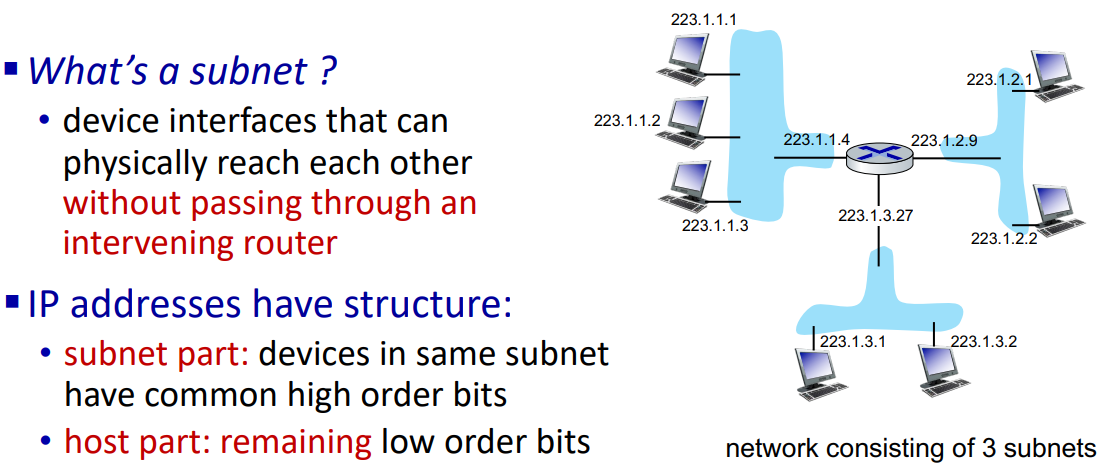 ▪ What's a subnet ?
• device interfaces that can
physically reach each other
without passing through an
intervening router
▪ IP addresses have structure:
• subnet part: devices in same subnet
have common high order bits
• host part: remaining low order bits
223.1.1.1
223.1.1.2
223.1.1.3
223.1.1.4
223.1.2.9
223.1.2.1
223.1.2.2
223.1.3.27
223.1.3.1
223.1.3.2
network consisting of 3 subnets